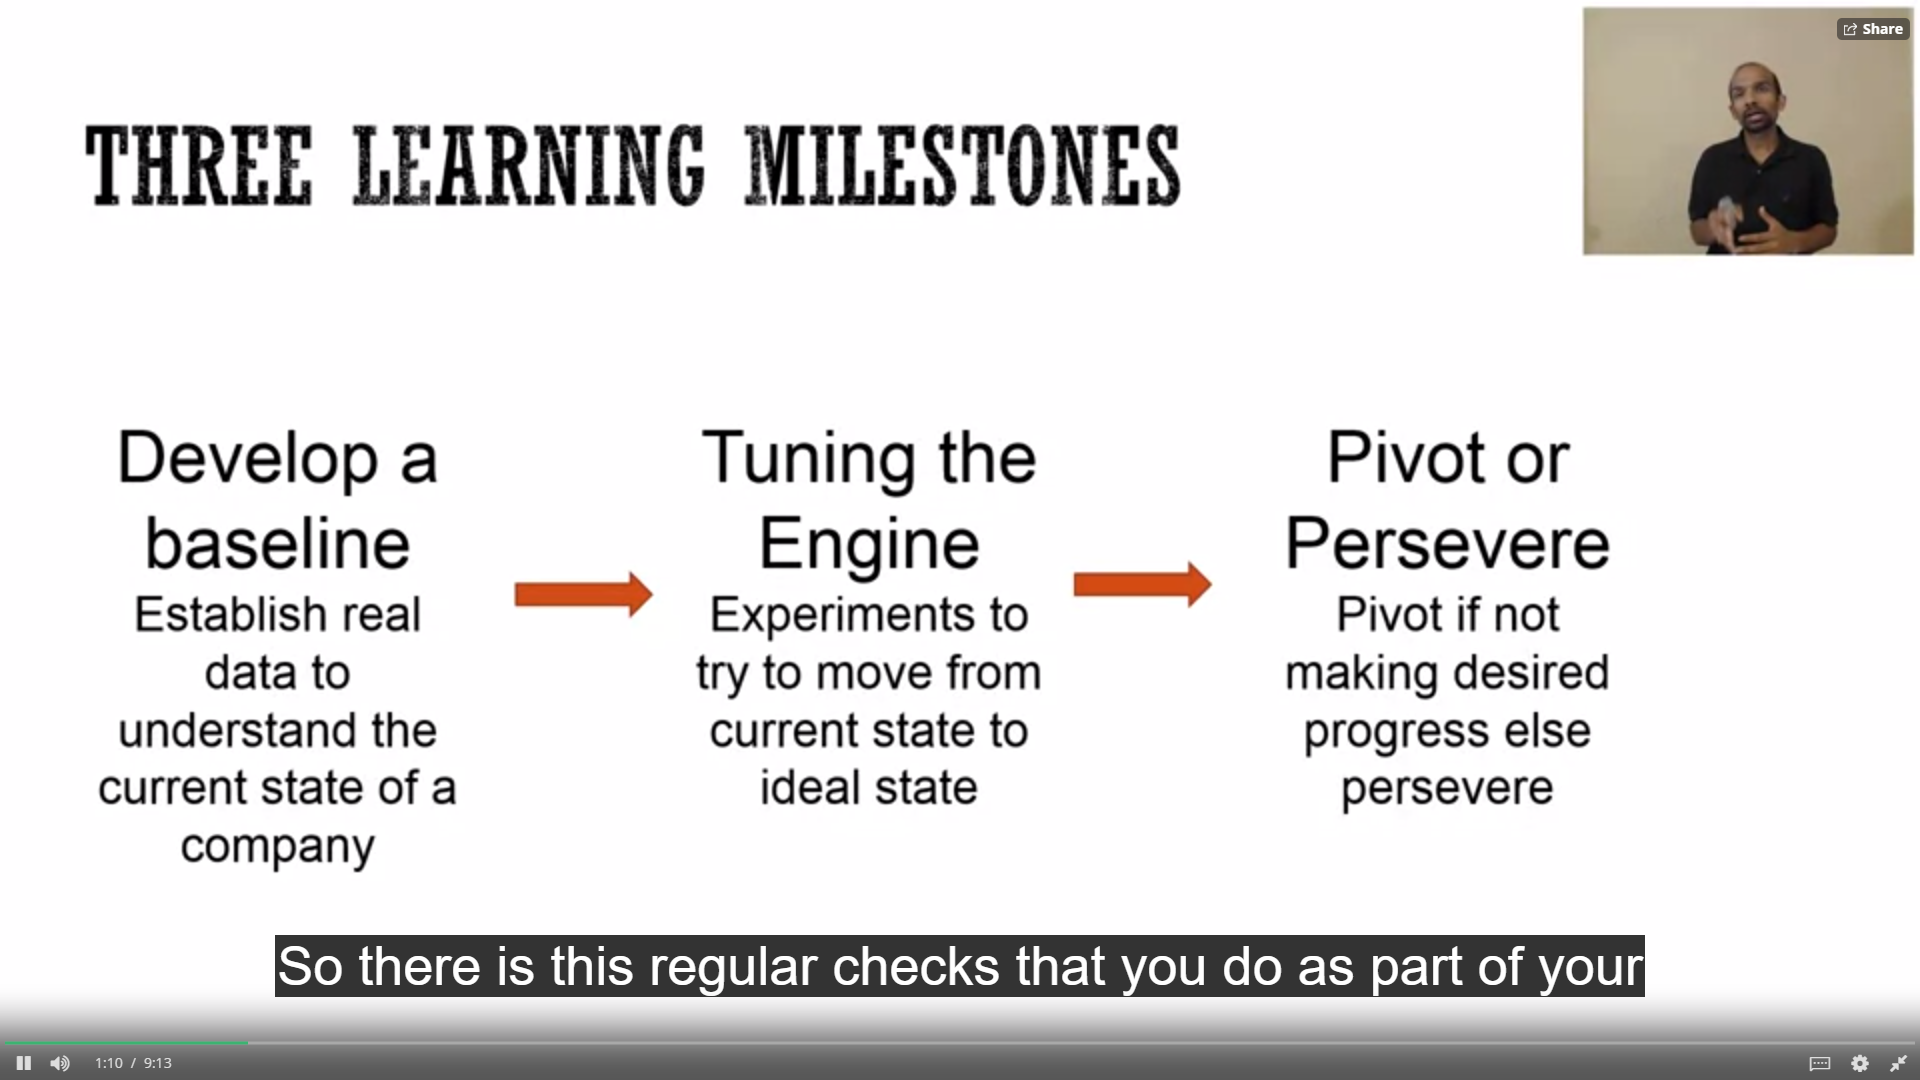 Share
THREE LEARNING MILESTONES
Develop a
baseline
Establish real
data to
understand the
current state of a
company
Tuning the
Engine
Experiments to
try to move from
current state to
ideal state
Pivot or
Persevere
Pivot if not
making desired
progress else
persevere
So there is this regular checks that you do as part of your
1:10 / 9:13